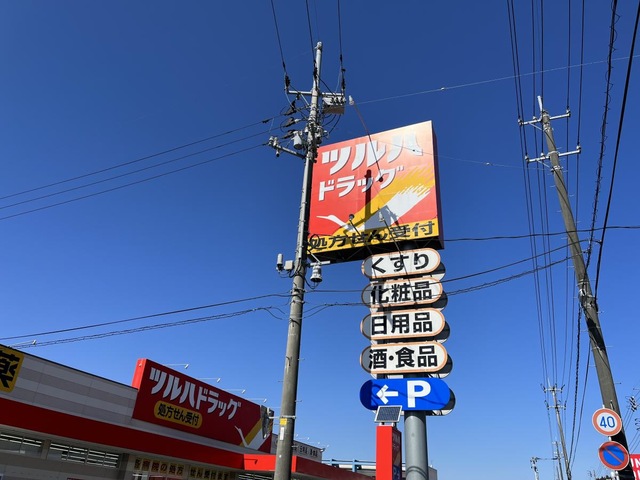 ツルハ
ドラッグ
処方せん受付
くすり
化粧品
日用品
酒・食品
←P
薬
ツルハドラッグ
処方せん受付
40